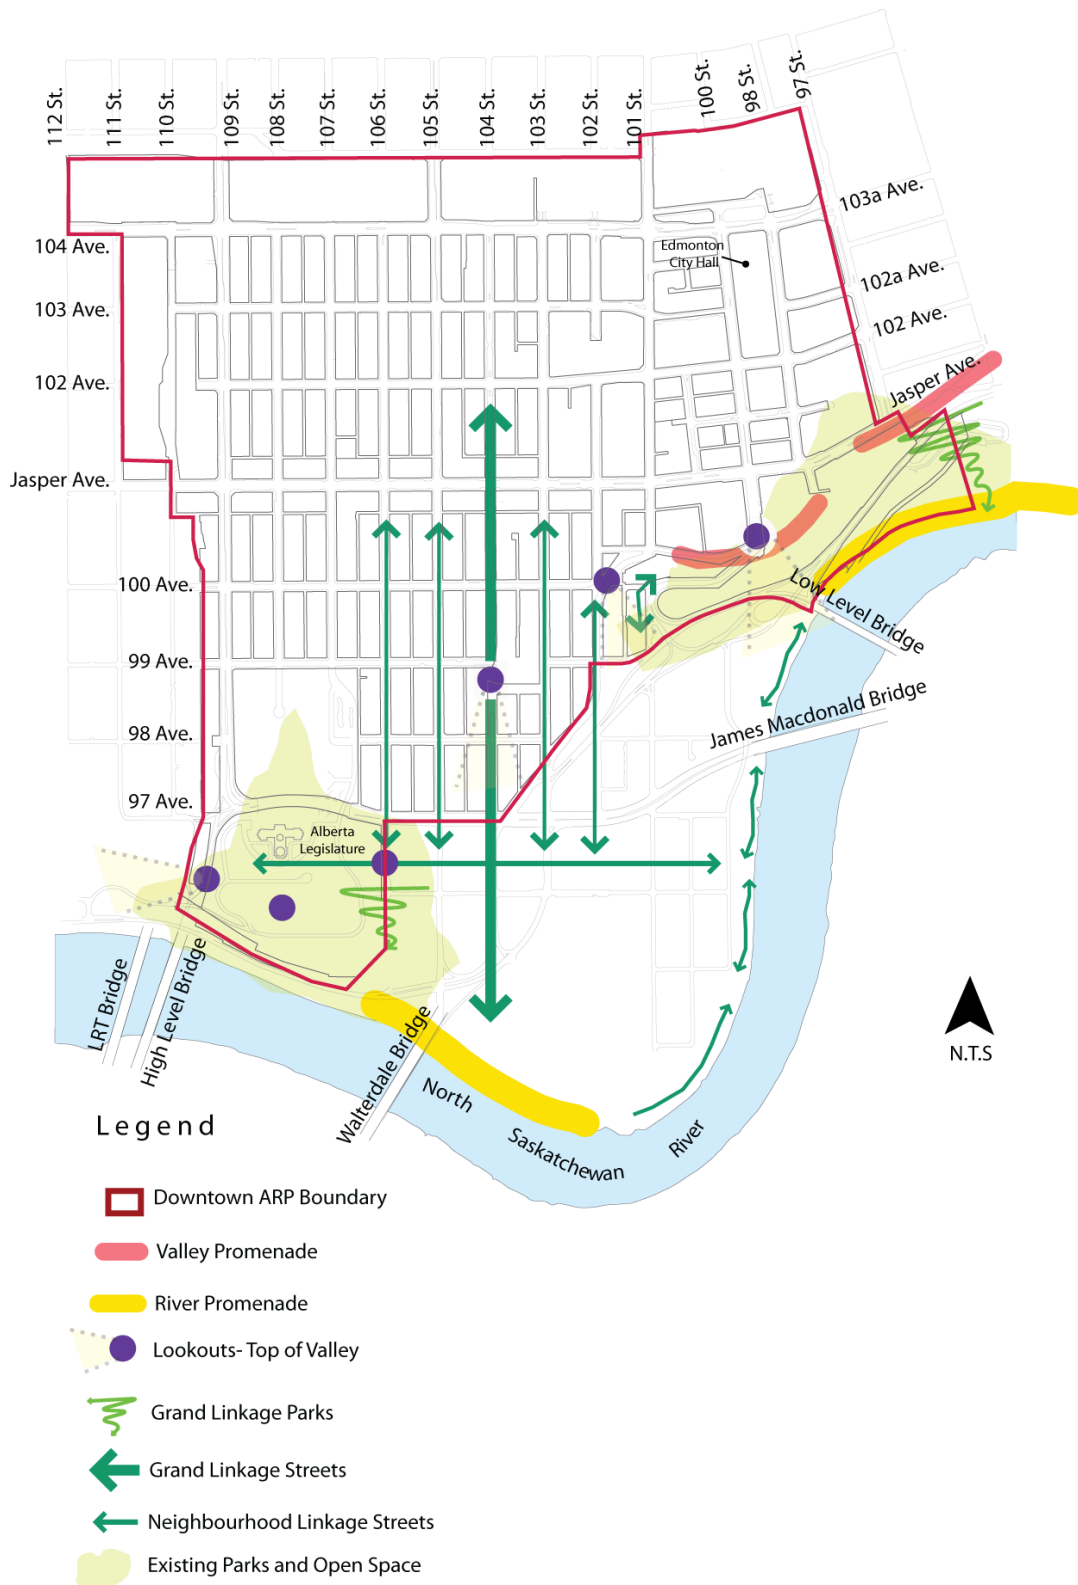 112 St.
111 St.
110 St.
109 St.
108 St.
107 St.
106 St.
105 St.
104 St.
103 St.
102 St.
101 St.
100 St.
98 St.
97 St.
103a Ave.
104 Ave.
Edmonton
City Hall
102a Ave.
103 Ave.
102 Ave.
102 Ave.
Jasper Ave.
Jasper Ave.
100 Ave.
Low Level Bridge
99 Ave.
James Macdonald Bridge
98 Ave.
97 Ave.
Alberta
Legislature
LRT Bridge
High Level Bridge
Walterdale Bridge
North
Saskatchewan
River
N.T.S
Legend
Downtown ARP Boundary
Valley Promenade
River Promenade
Lookouts- Top of Valley
Grand Linkage Parks
Grand Linkage Streets
Neighbourhood Linkage Streets
Existing Parks and Open Space